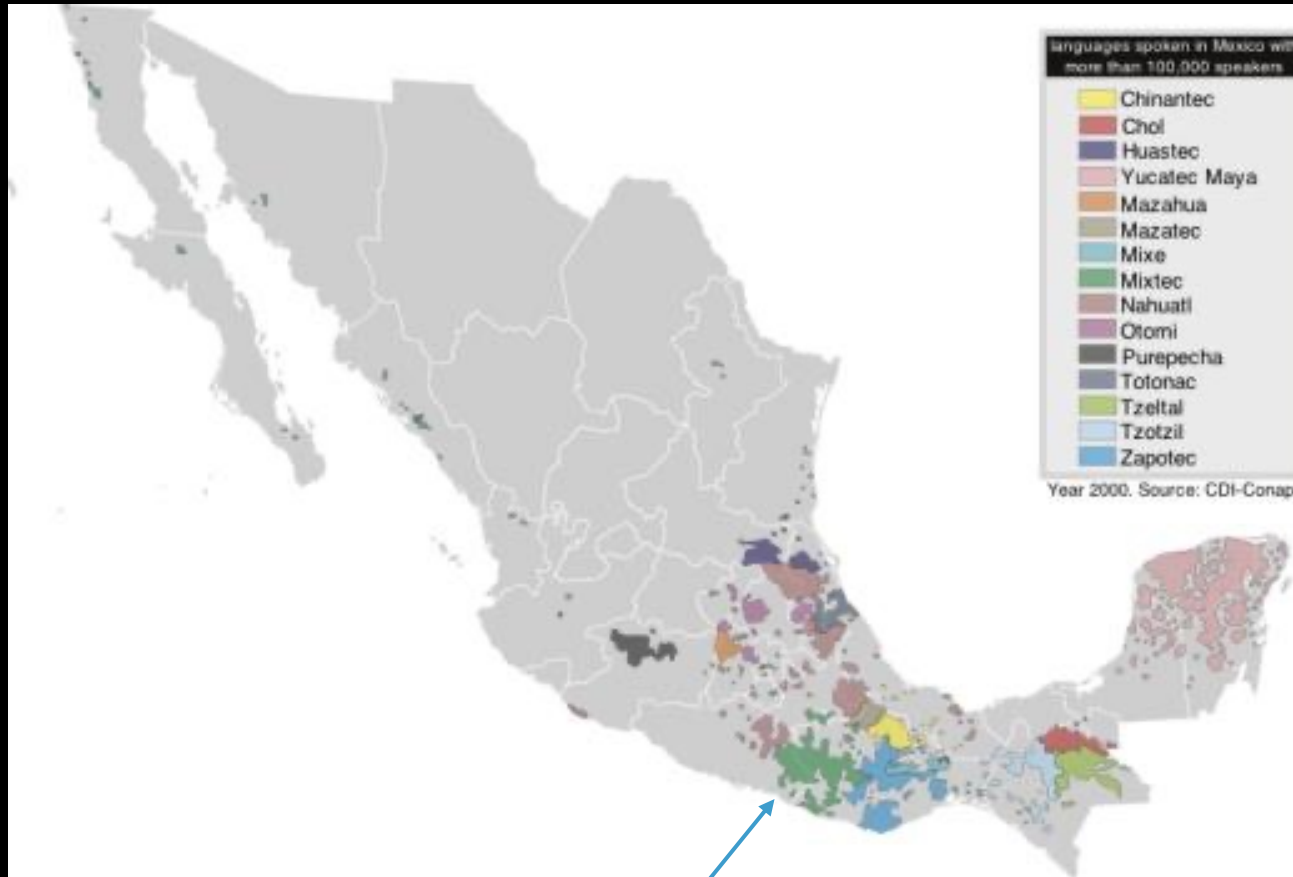 languages spoken in Mexico with
more than 100,000 speakers
Chinantec
Chol
Huastec
Yucatec Maya
Mazahua
Mazatec
Mixe
Mixtec
Nahuatl
Otomi
Purepecha
Totonac
Tzeltal
Tzotzil
Zapotec
Year 2000. Source: CDI-Conap